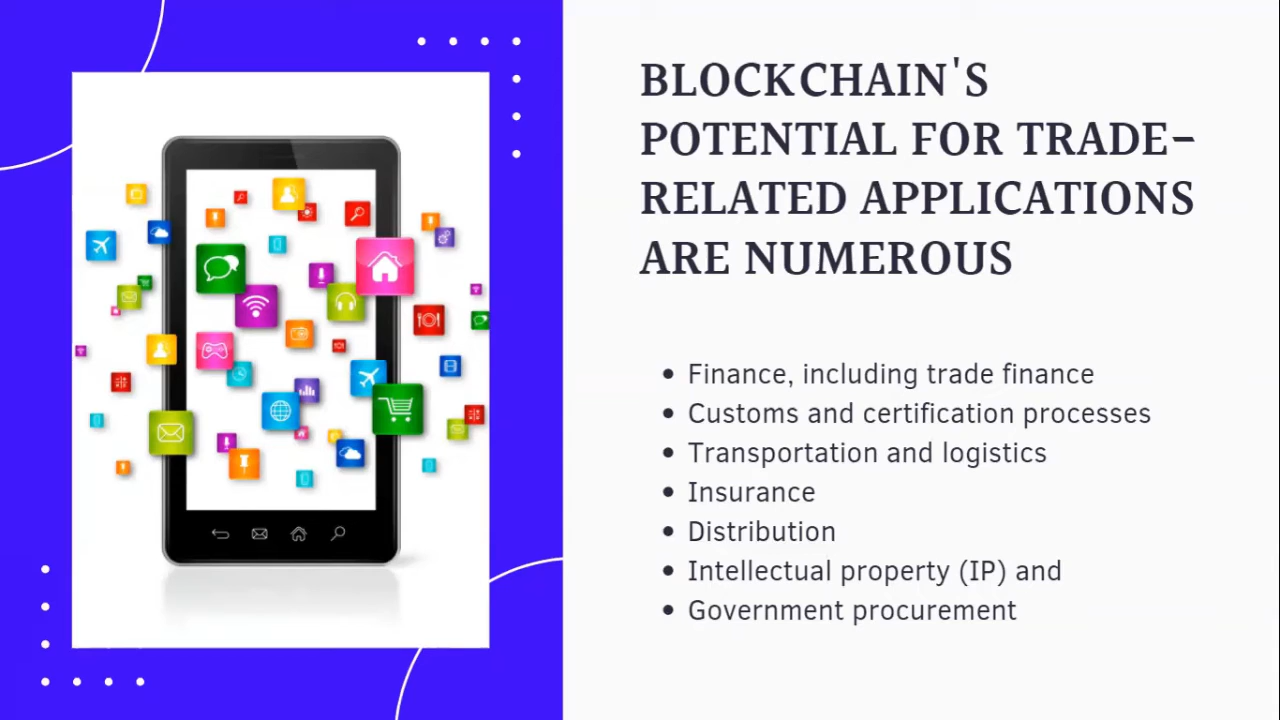 BLOCKCHAIN'S
POTENTIAL FOR TRADE-
RELATED APPLICATIONS
ARE NUMEROUS
• Finance, including trade finance
• Customs and certification processes
• Transportation and logistics
• Insurance
• Distribution
• Intellectual property (IP) and
• Government procurement